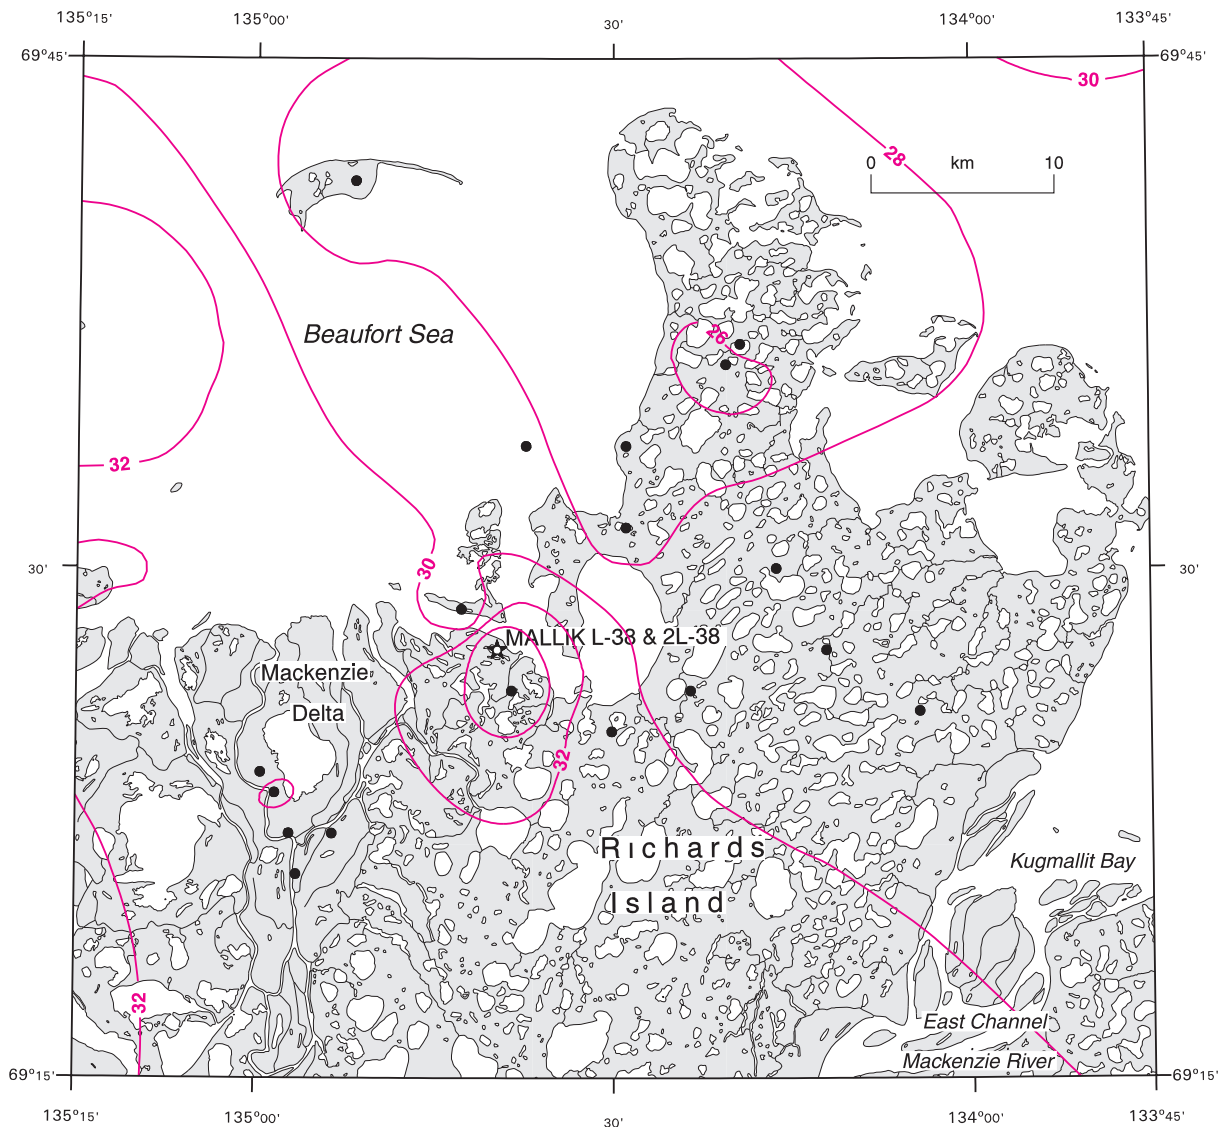 135°15'
135°00'
30'
134°00'
133°45'
69°45'
69°45'
30
28
0 km 10
Beaufort Sea
26
32
30'
30
30'
MALLIK L-38 & 2L-38
Mackenzie
Delta
32
Richards
Kugmallit Bay
Island
32
East Channel
Mackenzie River
69°15'
69°15'
135°15'
135°00'
30'
134°00'
133°45'